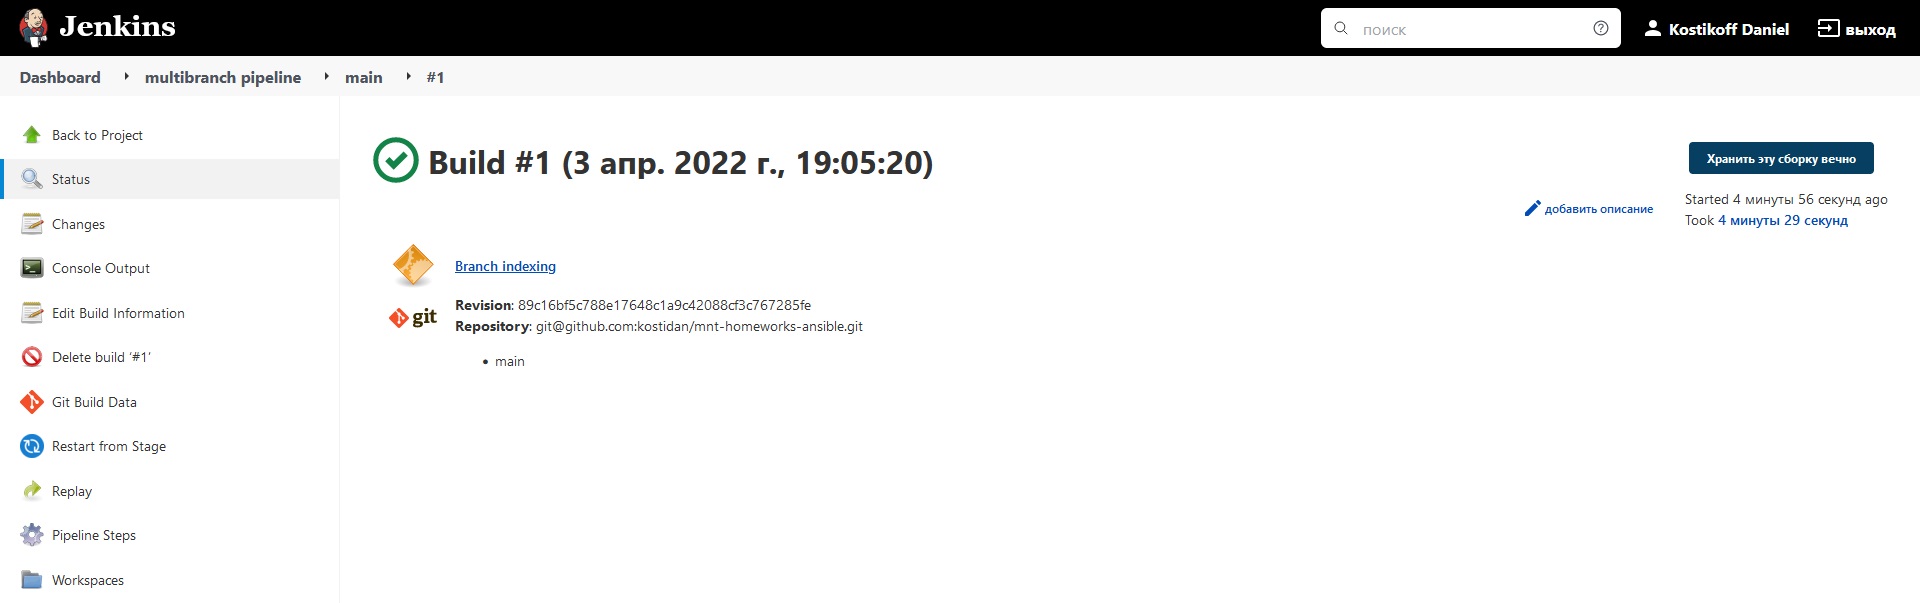 Jenkins
поиск
Kostikoff Daniel
выход
Dashboard multibranch pipeline main #1
Back to Project
Status
Changes
Console Output
Edit Build Information
Delete build ‘#1’
Git Build Data
Restart from Stage
Replay
Pipeline Steps
Workspaces
Build #1 (3 апр. 2022 г., 19:05:20)
Хранить эту сборку вечно
добавить описание
Started 4 минуты 56 секунд ago
Took 4 минуты 29 секунд
Branch indexing
git
Revision: 89c16bf5c788e17648c1a9c42088cf3c767285fe
Repository: git@github.com:kostidan/mnt-homeworks-ansible.git
• main